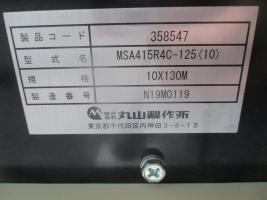 製品コード 358547
型式名 MSA415R4C-125(10)
規格 10X130M
製造番号 N19M0119
株式会社 丸山製作所
東京都千代田区内神田3-4-15